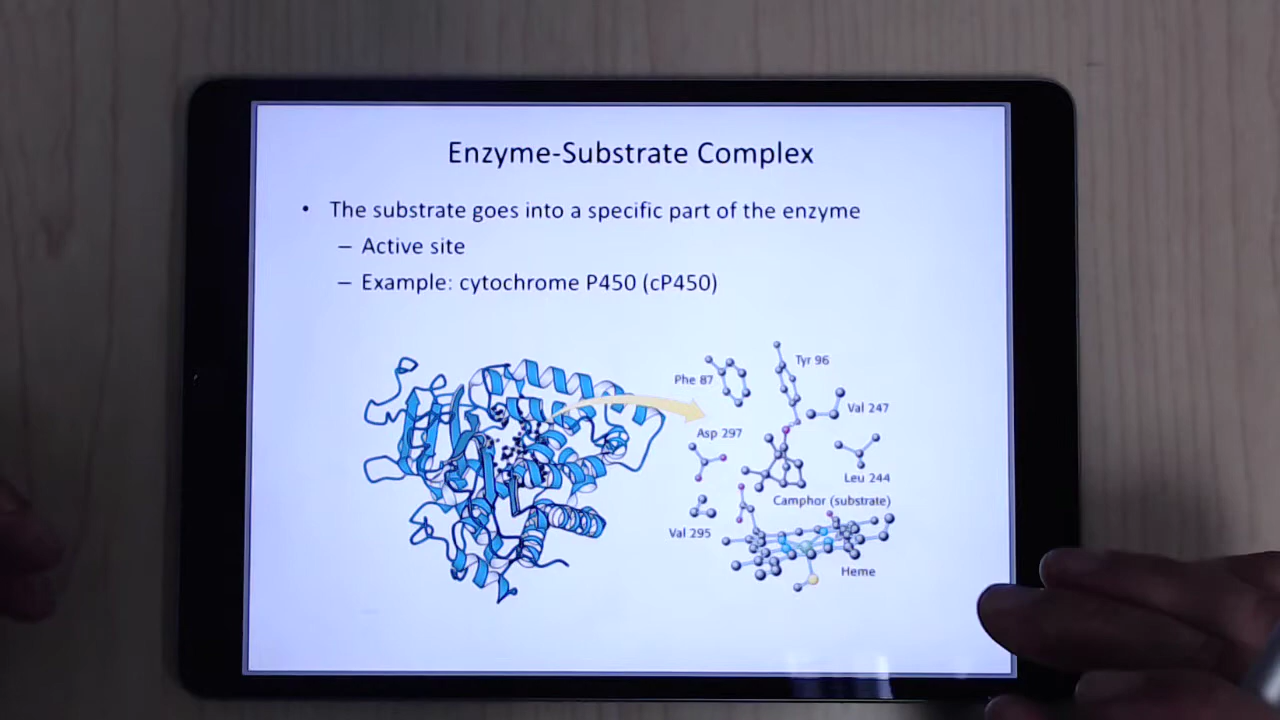 Enzyme-Substrate Complex
• The substrate goes into a specific part of the enzyme
– Active site
– Example: cytochrome P450 (cP450)
Tyr 96
Phe 87
Val 247
Asp 297
Leu 244
Camphor (substrate)
Val 295
Heme